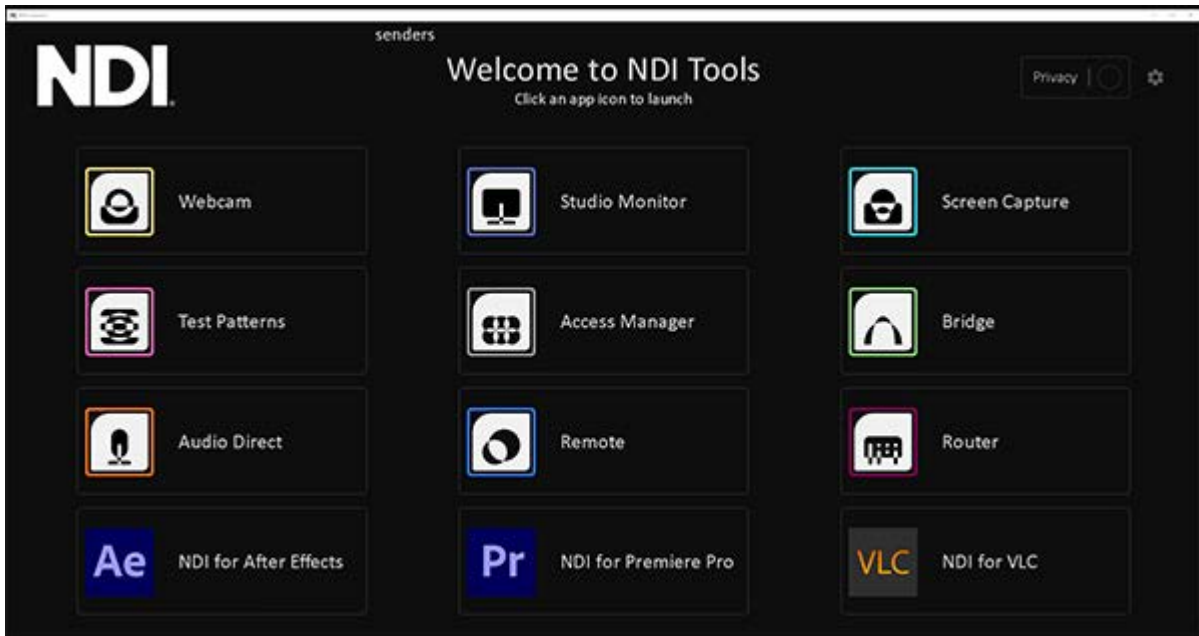 senders
NDI.
Welcome to NDI Tools
Click an app icon to launch
Privacy
Webcam
Studio Monitor
Screen Capture
Test Patterns
Access Manager
Bridge
Audio Direct
Remote
Router
Ae
NDI for After Effects
Pr
NDI for Premiere Pro
VLC
NDI for VLC